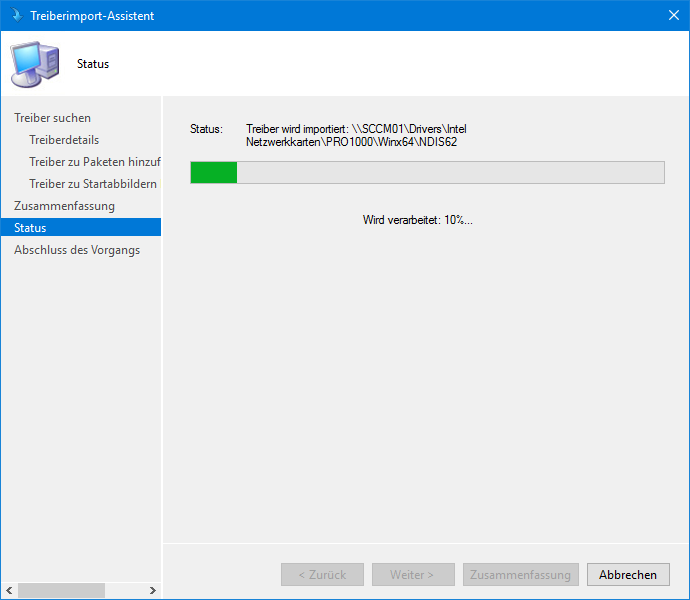 Treiberimport-Assistent
Status
Treiber suchen
Treiberdetails
Treiber zu Paketen hinzuf
Treiber zu Startabbildern
Zusammenfassung
Status
Abschluss des Vorgangs
Status:
Treiber wird importiert: \\SCCM01\Drivers\Intel
Netzwerkkarten\PRO1000\Winx64\NDIS62
Wird verarbeitet: 10%...
< Zurück
Weiter >
Zusammenfassung
Abbrechen